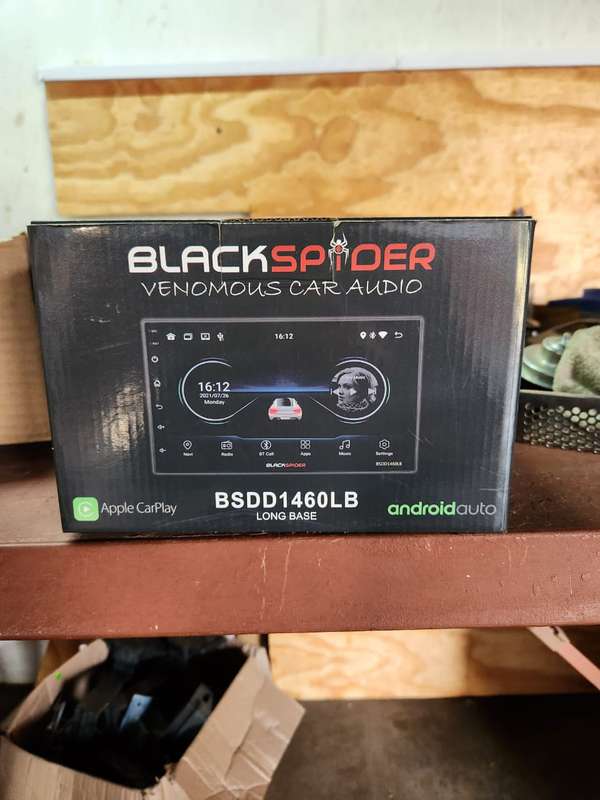 BLACKSPIDER
VENOMOUS CAR AUDIO
16:12
16:12
2021/07/26
Monday
Navi Radio BT Call Apps Music Settings
BLACKSPIDER BSDD1460LB
Apple CarPlay
BSDD1460LB
LONG BASE
androidauto